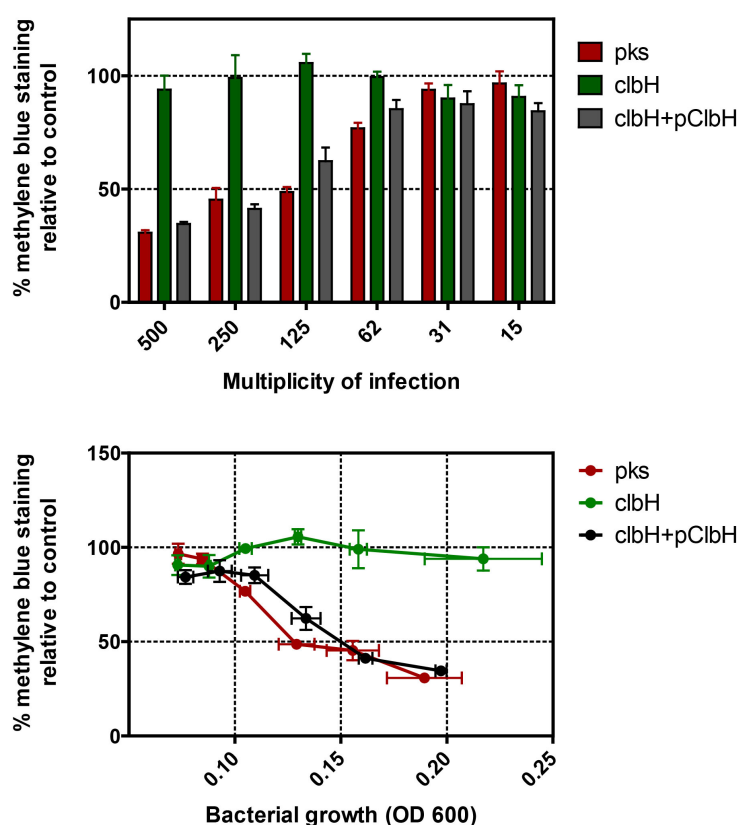 % methylene blue staining
relative to control
100
50
0
500
250
125
62
31
15
Multiplicity of infection
pks
clbH
clbH+pClbH
% methylene blue staining
relative to control
150
100
50
0
0.10
0.15
0.20
0.25
Bacterial growth (OD 600)
pks
clbH
clbH+pClbH